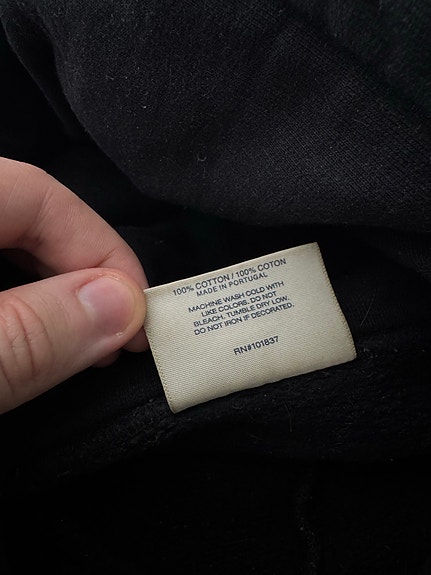 100% COTTON / 100% COTON
MADE IN PORTUGAL
MACHINE WASH COLD WITH
LIKE COLORS. DO NOT
BLEACH. TUMBLE DRY LOW.
DO NOT IRON IF DECORATED.
RN#101837